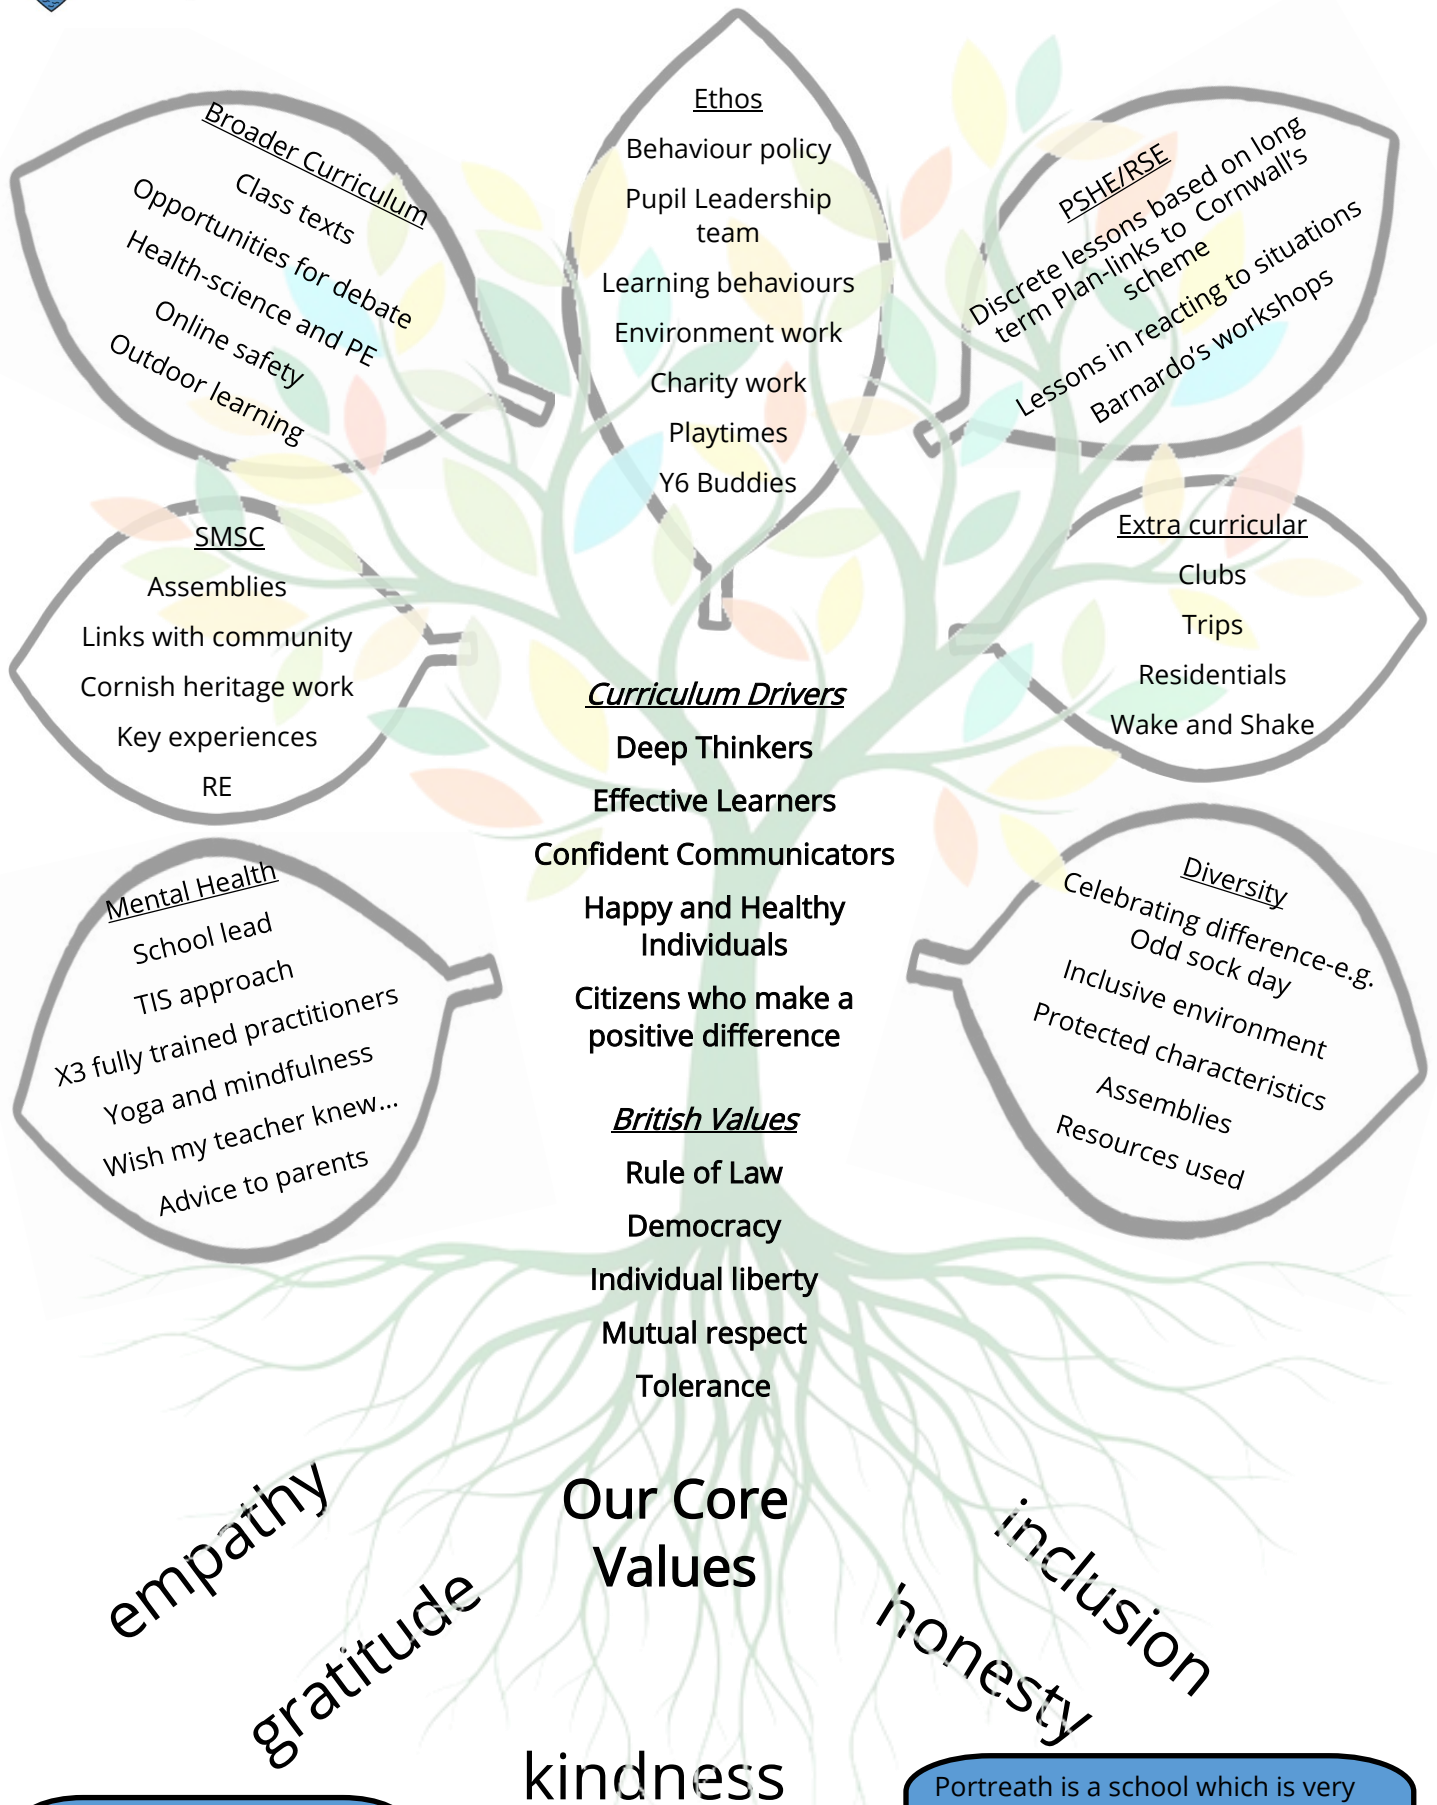 Broader Curriculum
Class texts
Opportunities for debate
Health-science and PE
Online safety
Outdoor learning
Ethos
Behaviour policy
Pupil Leadership
team
Learning behaviours
Environment work
Charity work
Playtimes
Y6 Buddies
PSHE/RSE
Discrete lessons based on long
term Plan-links to Cornwall's
scheme
Lessons in reacting to situations
Barnardo's workshops
SMSC
Assemblies
Links with community
Cornish heritage work
Key experiences
RE
Extra curricular
Clubs
Trips
Residentials
Wake and Shake
Curriculum Drivers
Deep Thinkers
Effective Learners
Confident Communicators
Happy and Healthy
Individuals
Citizens who make a
positive difference
Mental Health
School lead
TIS approach
X3 fully trained practitioners
Yoga and mindfulness
Wish my teacher knew...
Advice to parents
Diversity
Celebrating difference-e.g.
Odd sock day
Inclusive environment
Protected characteristics
Assemblies
Resources used
British Values
Rule of Law
Democracy
Individual liberty
Mutual respect
Tolerance
Our Core
Values
empathy
gratitude
kindness
honesty
inclusion
Portreath is a school which is very